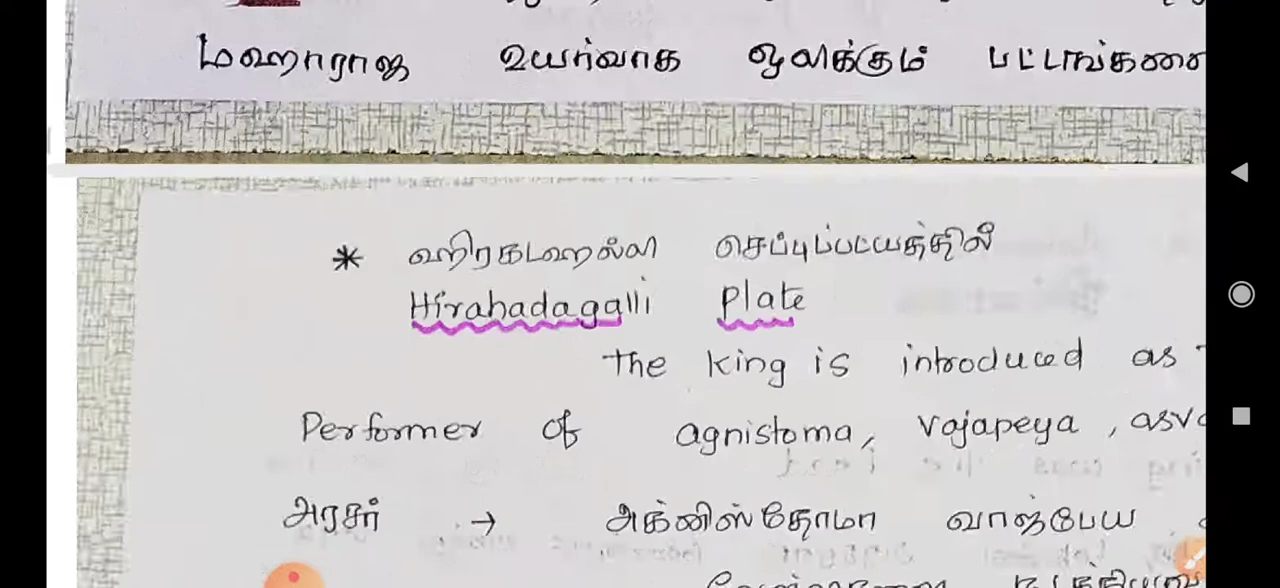 மஹாராஜ உயர்வாக ஒலிக்கும் பட்டங்களை
* ஹிரகடஹல்லி செப்புப்பட்டயத்தில்
Hirahadagalli Plate
The king is introduced as
Performer of agnistoma, vajapeya, asva
அரசர் → அக்னிஸ்தோமா வாஜ்பேய